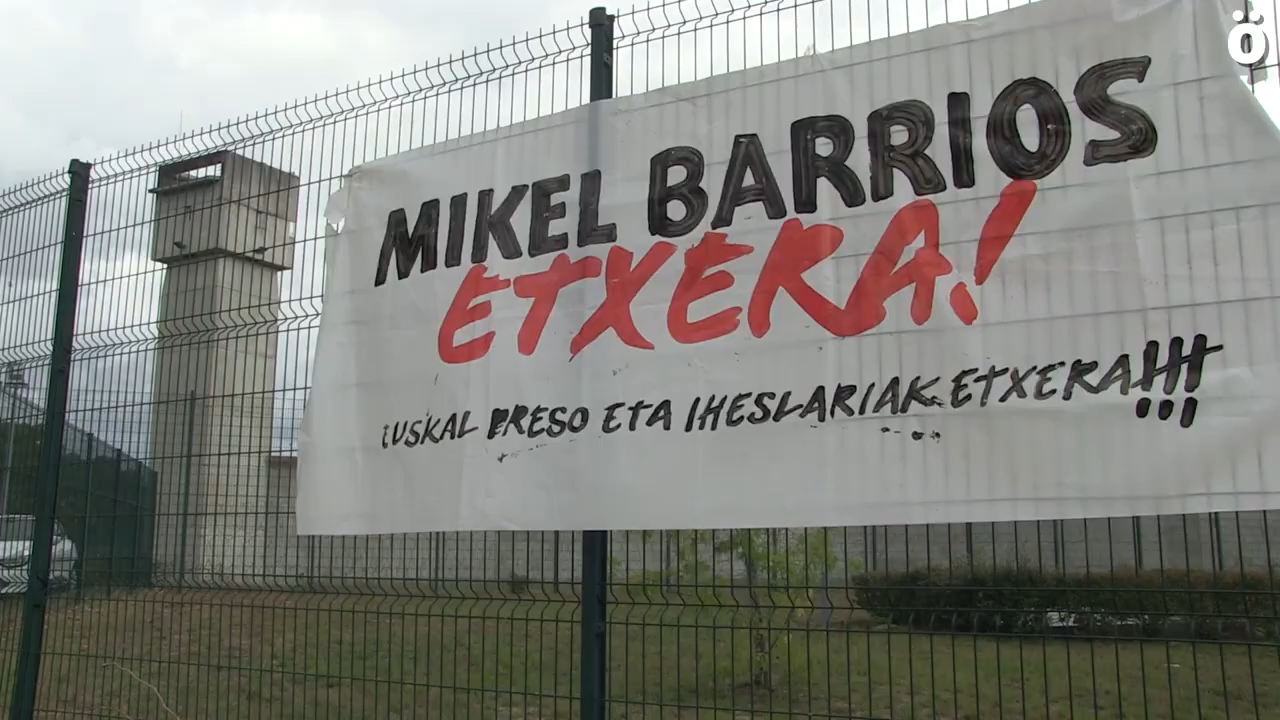 MIKEL BARRIOS
ETXERA!
EUSKAL PRESO ETA IHESLARIAK ETXERA!!!
ö